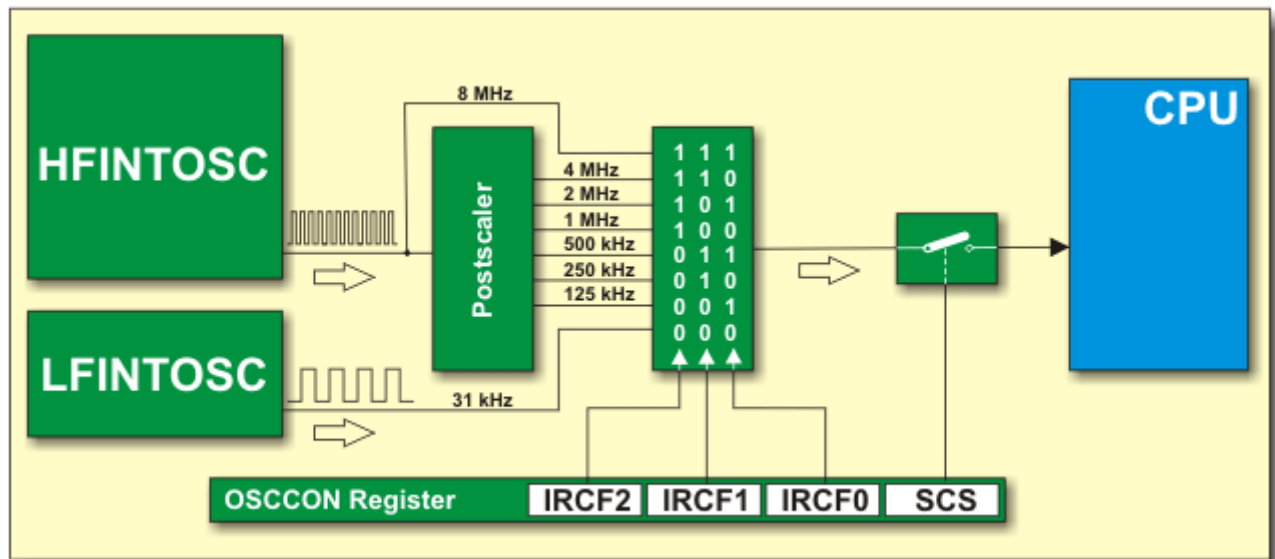 HFINTOSC
LFINTOSC
8 MHz
Postscaler
4 MHz
2 MHz
1 MHz
500 kHz
250 kHz
125 kHz
31 kHz
1 1 1
1 1 0
1 0 1
1 0 0
0 1 1
0 1 0
0 0 1
0 0 0
CPU
OSCCON Register
IRCF2
IRCF1
IRCF0
SCS